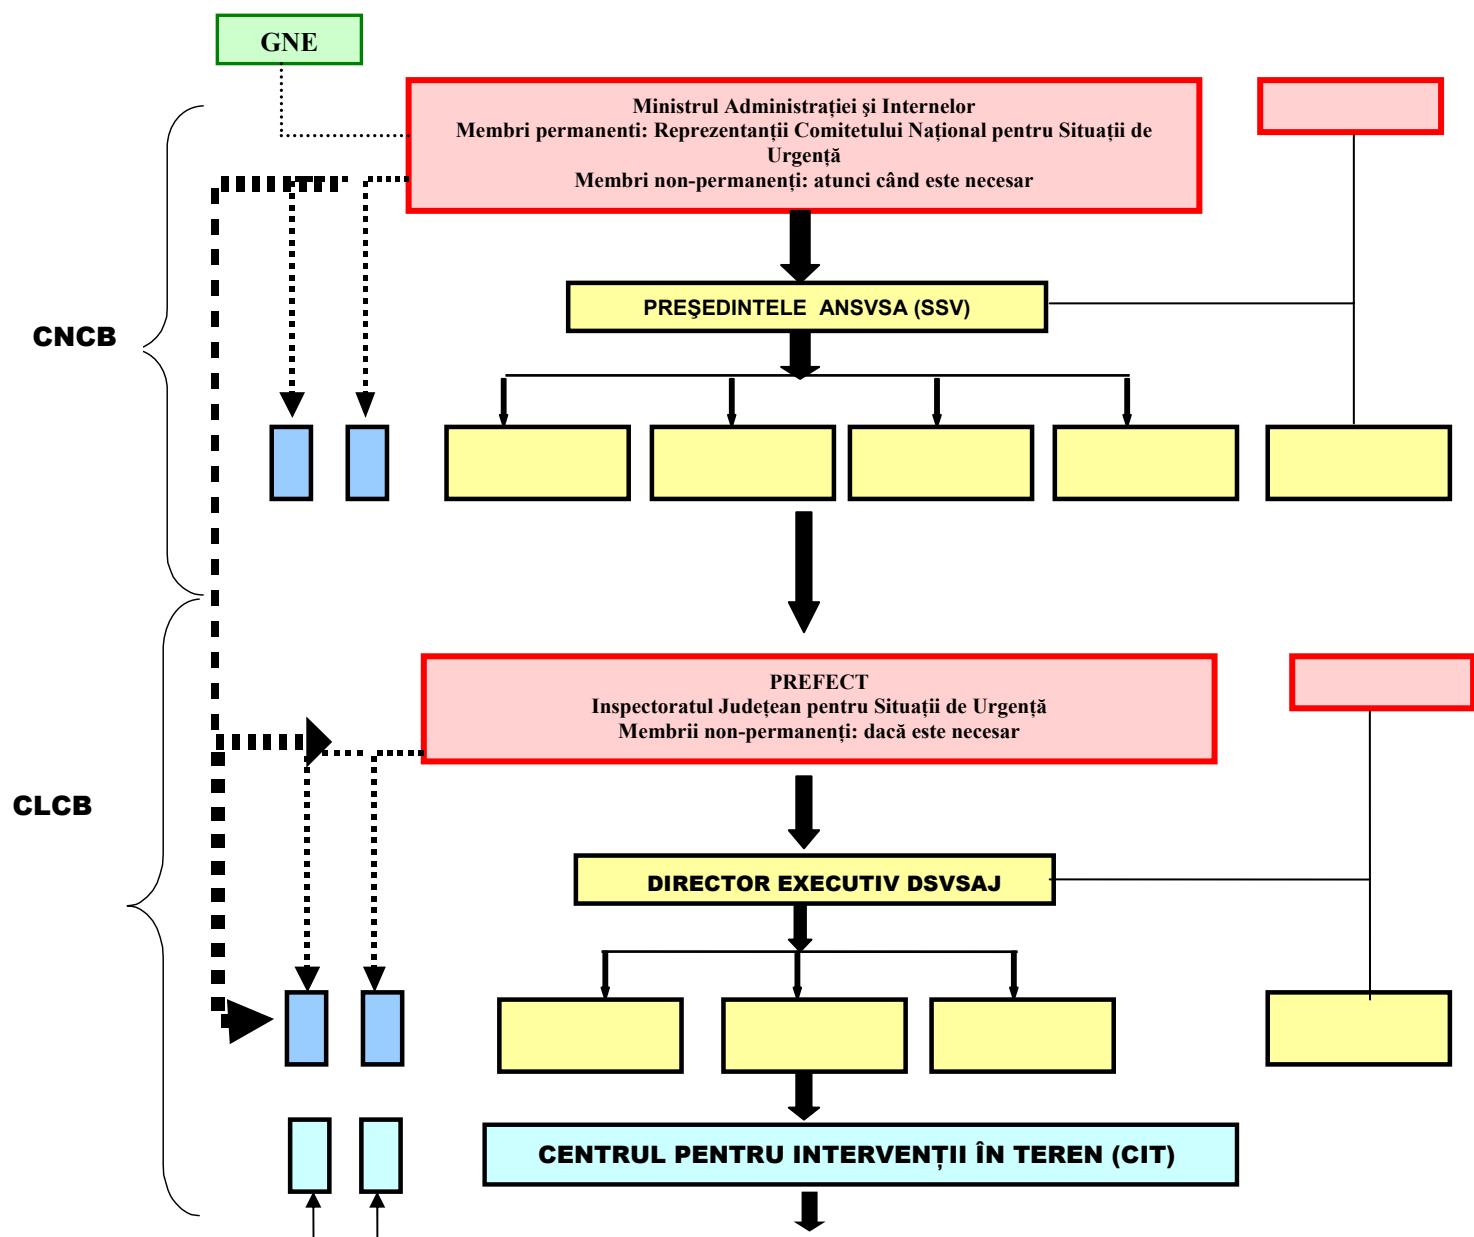 GNE
Ministrul Administrației şi Internelor
Membri permanenti: Reprezentanții Comitetului Național pentru Situații de
Urgență
Membri non-permanenți: atunci când este necesar
PREŞEDINTELE ANSVSA (SSV)
CNCB
PREFECT
Inspectoratul Județean pentru Situații de Urgență
Membrii non-permanenți: dacă este necesar
CLCB
DIRECTOR EXECUTIV DSVSAJ
CENTRUL PENTRU INTERVENȚII ÎN TEREN (CIT)